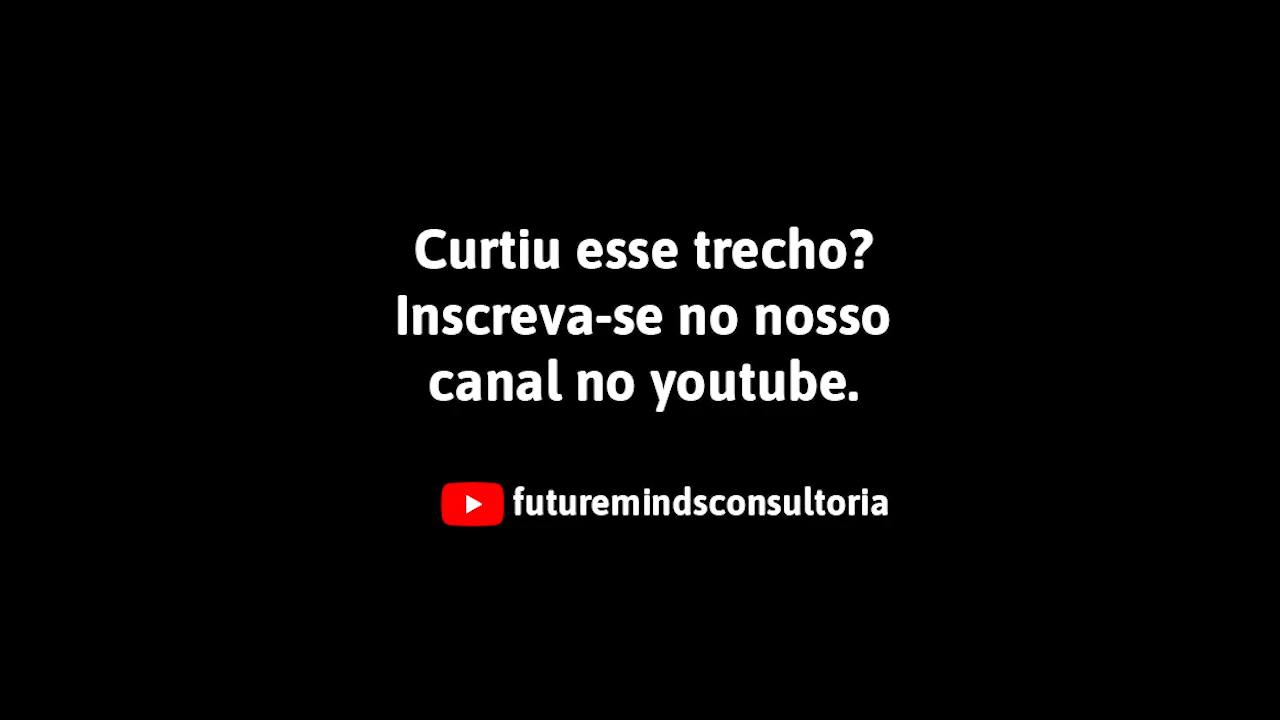 Curtiu esse trecho?
Inscreva-se no nosso
canal no youtube.
futuremindsconsultoria